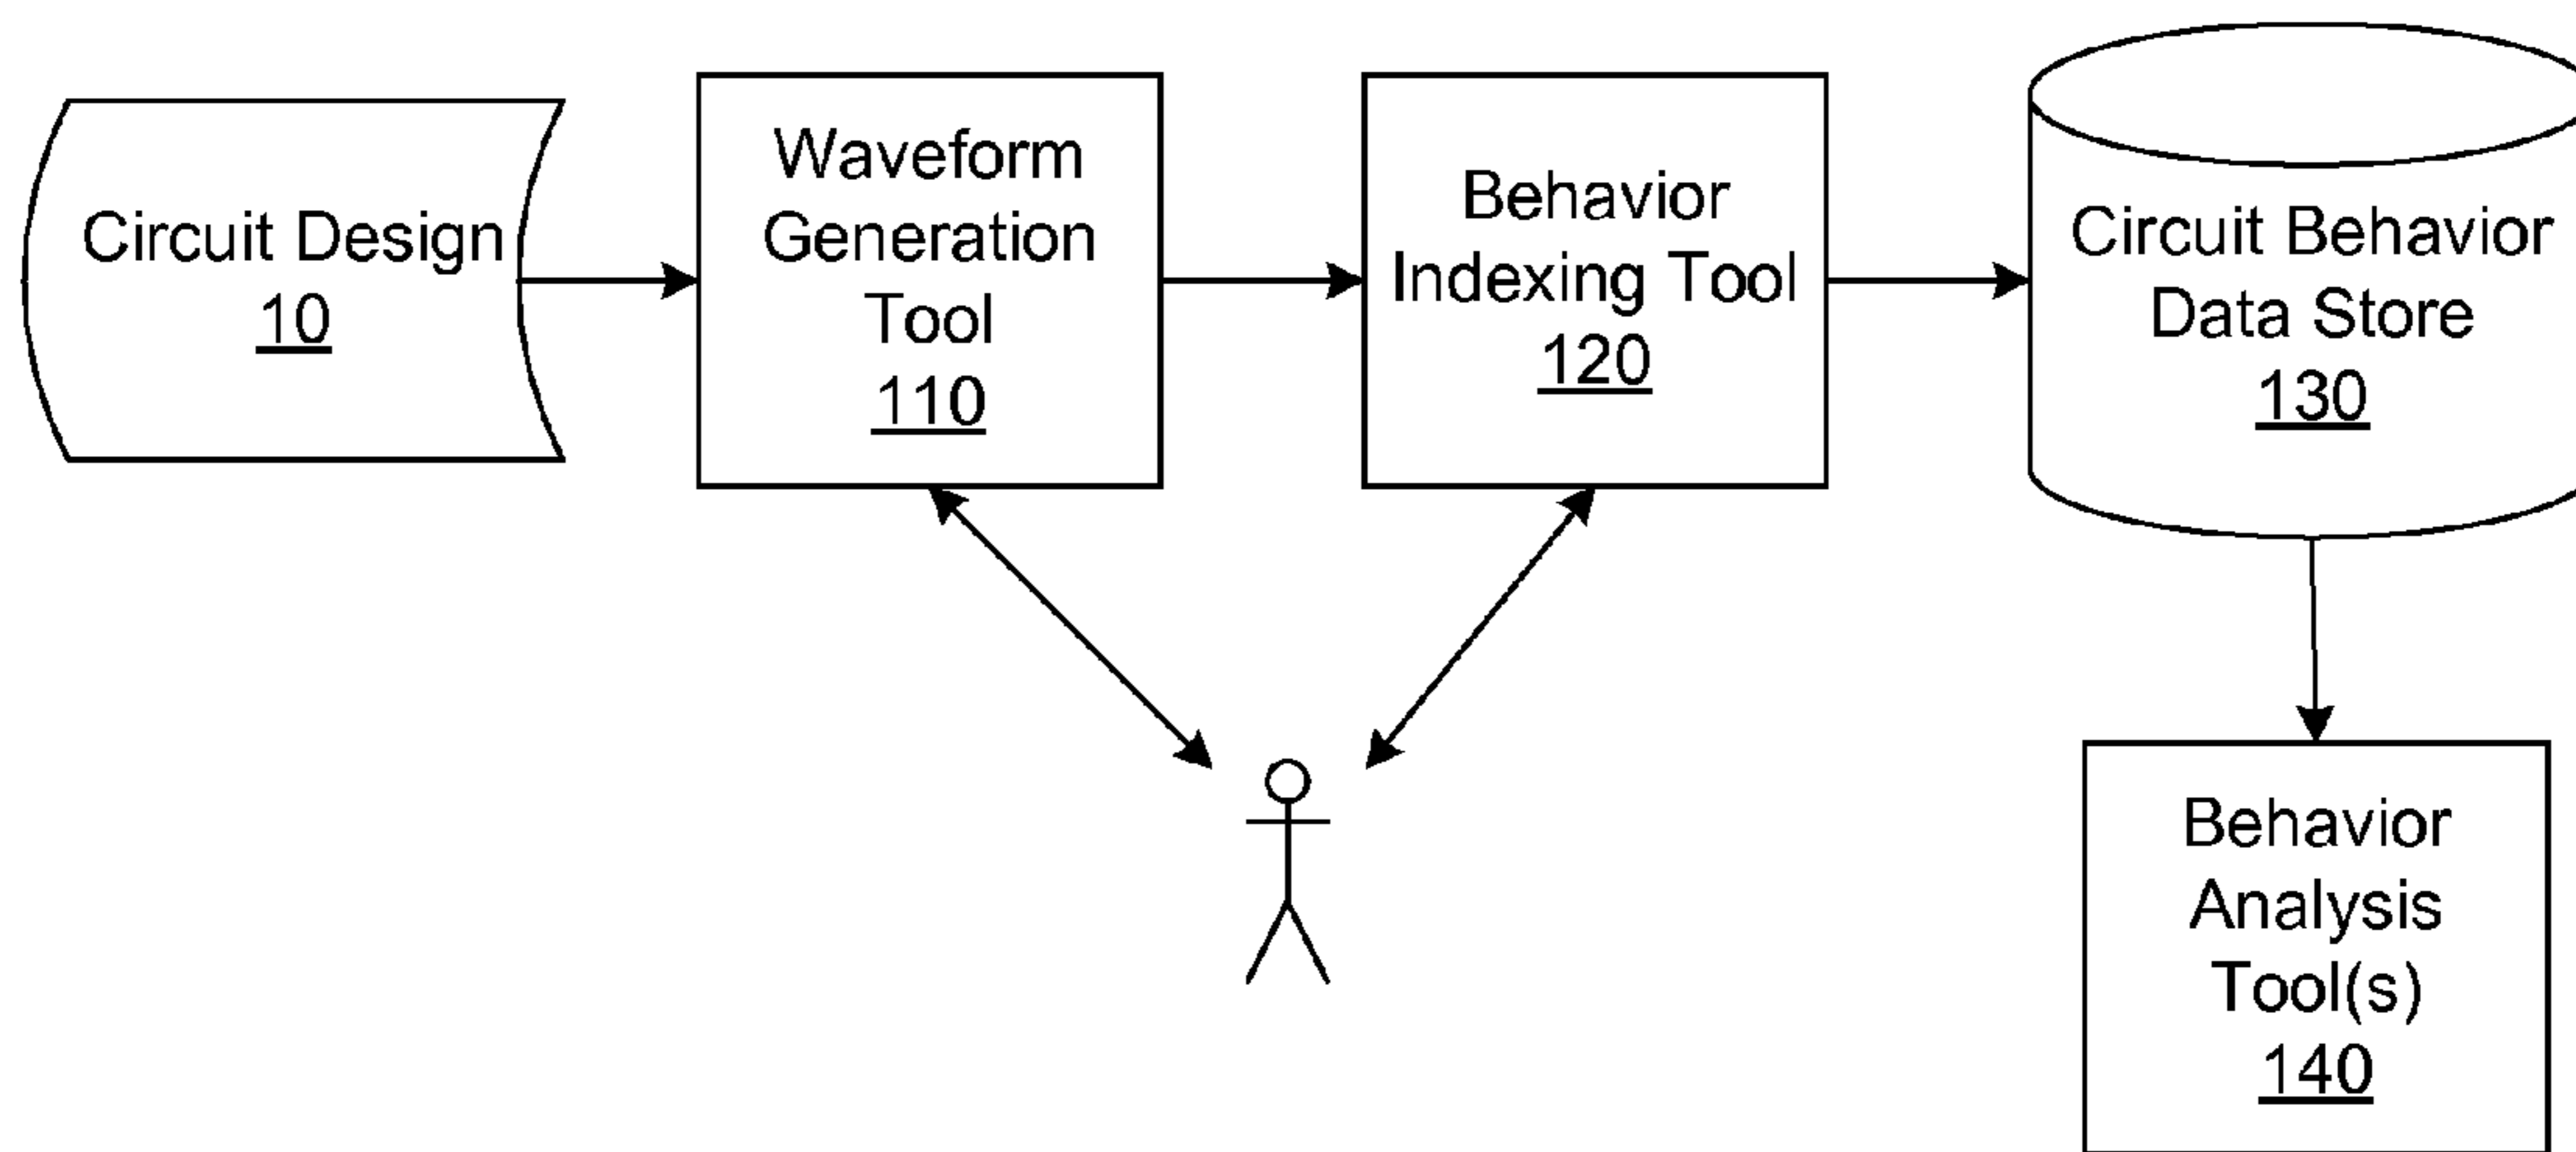 Circuit Design
10
Waveform
Generation
Tool
110
Behavior
Indexing Tool
120
Circuit Behavior
Data Store
130
Behavior
Analysis
Tool(s)
140